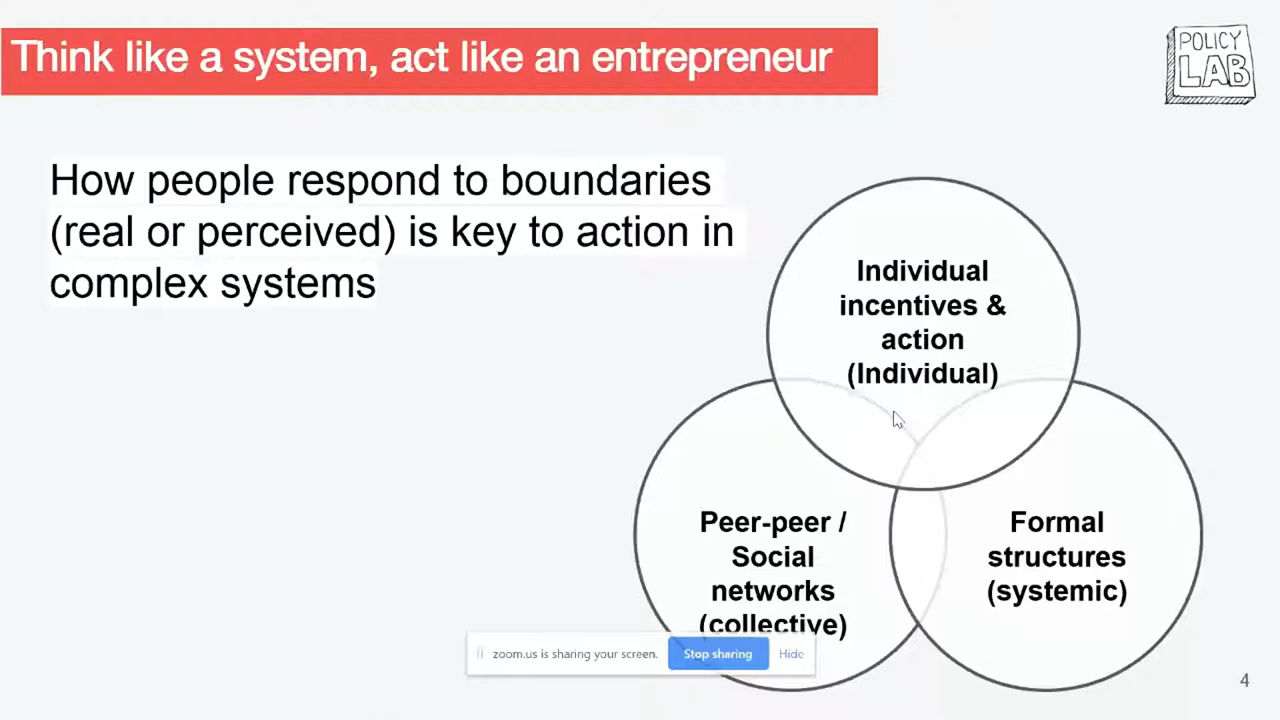 Think like a system, act like an entrepreneur
POLICY
LAB
How people respond to boundaries
(real or perceived) is key to action in
complex systems
Individual
incentives &
action
(Individual)
Peer-peer /
Social
networks
(collective)
Formal
structures
(systemic)
zoom.us is sharing your screen.
Stop sharing
Hide
4